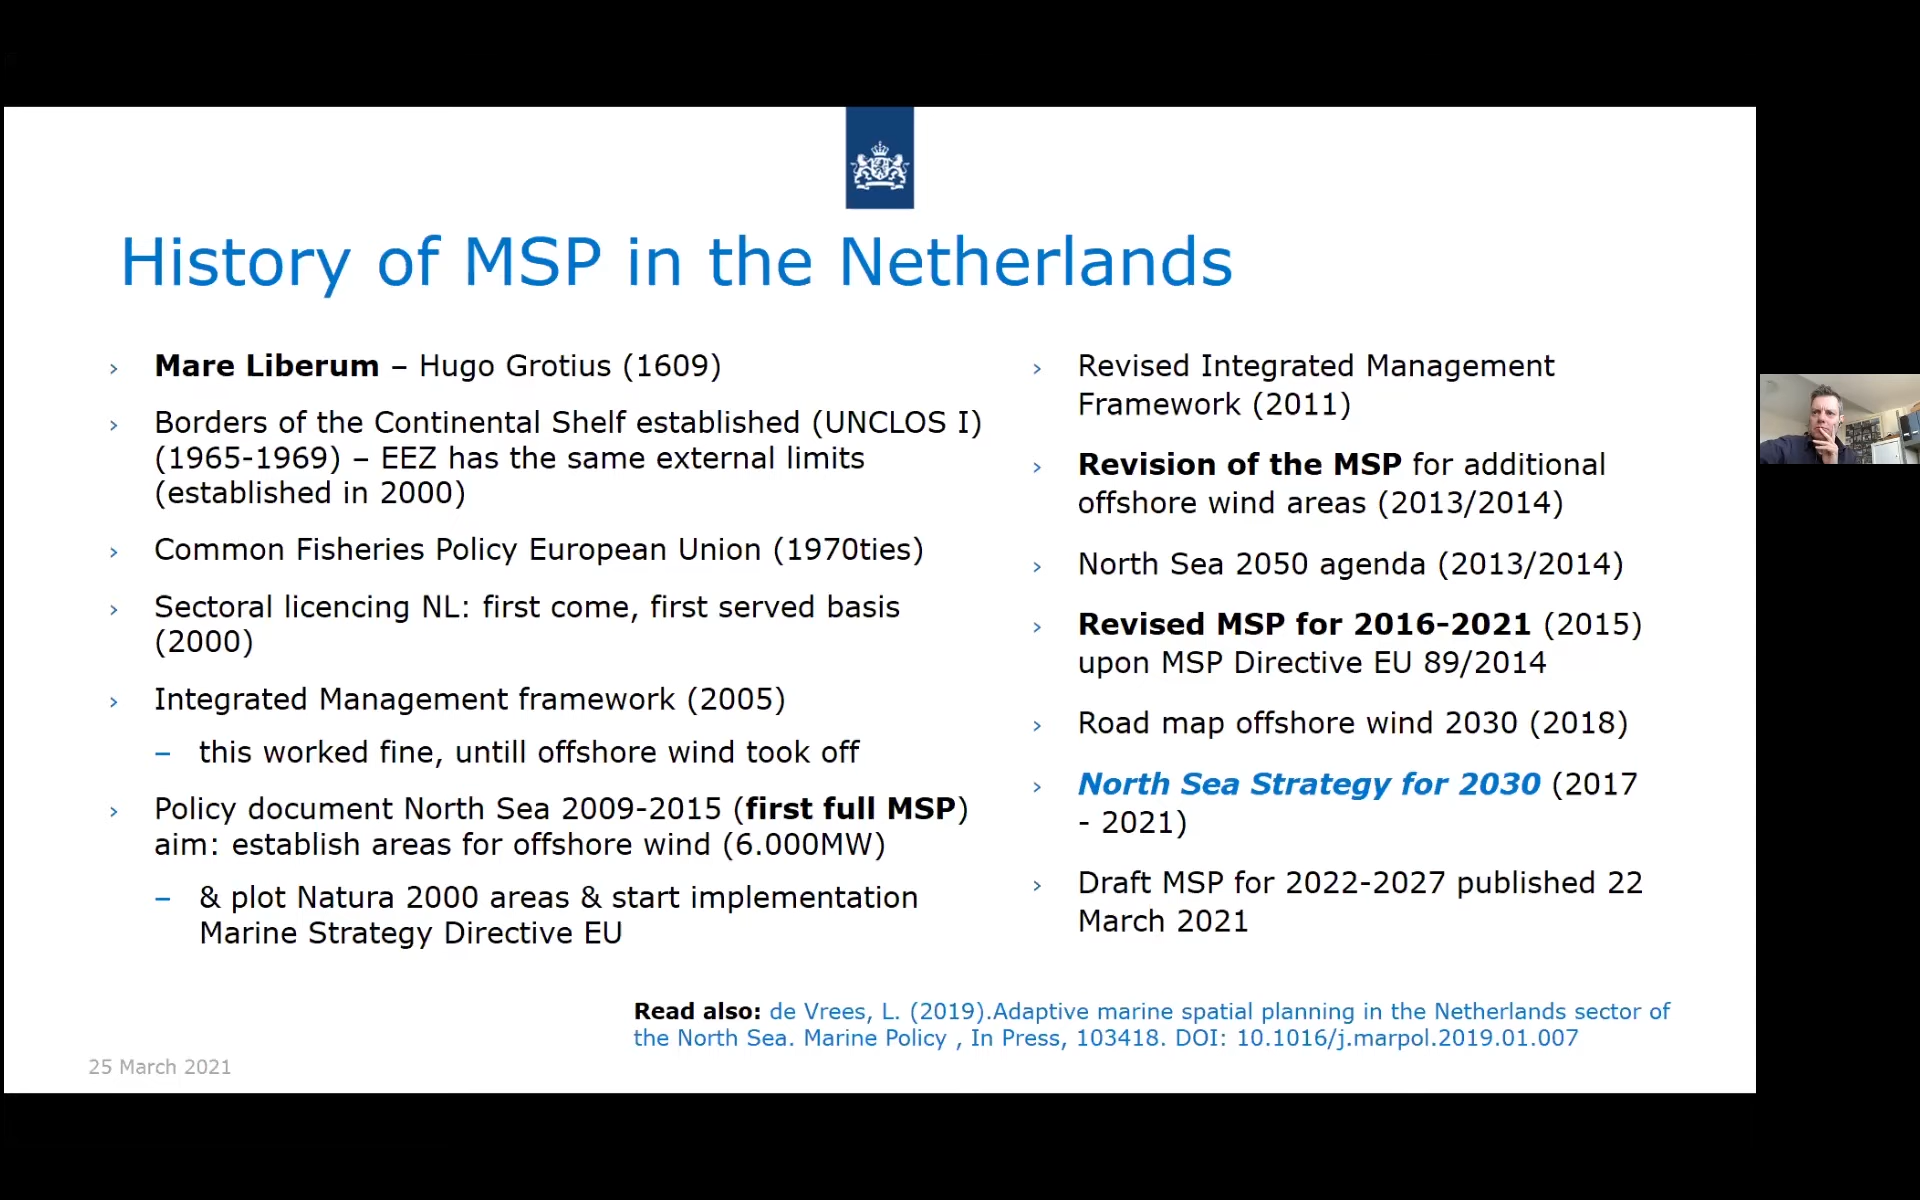 History of MSP in the Netherlands
› Mare Liberum – Hugo Grotius (1609)
› Borders of the Continental Shelf established (UNCLOS I)
(1965-1969) – EEZ has the same external limits
(established in 2000)
› Common Fisheries Policy European Union (1970ties)
› Sectoral licencing NL: first come, first served basis
(2000)
› Integrated Management framework (2005)
– this worked fine, untill offshore wind took off
› Policy document North Sea 2009-2015 (first full MSP)
aim: establish areas for offshore wind (6.000MW)
– & plot Natura 2000 areas & start implementation
Marine Strategy Directive EU
› Revised Integrated Management
Framework (2011)
› Revision of the MSP for additional
offshore wind areas (2013/2014)
› North Sea 2050 agenda (2013/2014)
› Revised MSP for 2016-2021 (2015)
upon MSP Directive EU 89/2014
› Road map offshore wind 2030 (2018)
› North Sea Strategy for 2030 (2017
- 2021)
› Draft MSP for 2022-2027 published 22
March 2021
Read also: de Vrees, L. (2019).Adaptive marine spatial planning in the Netherlands sector of
the North Sea. Marine Policy , In Press, 103418. DOI: 10.1016/j.marpol.2019.01.007
25 March 2021